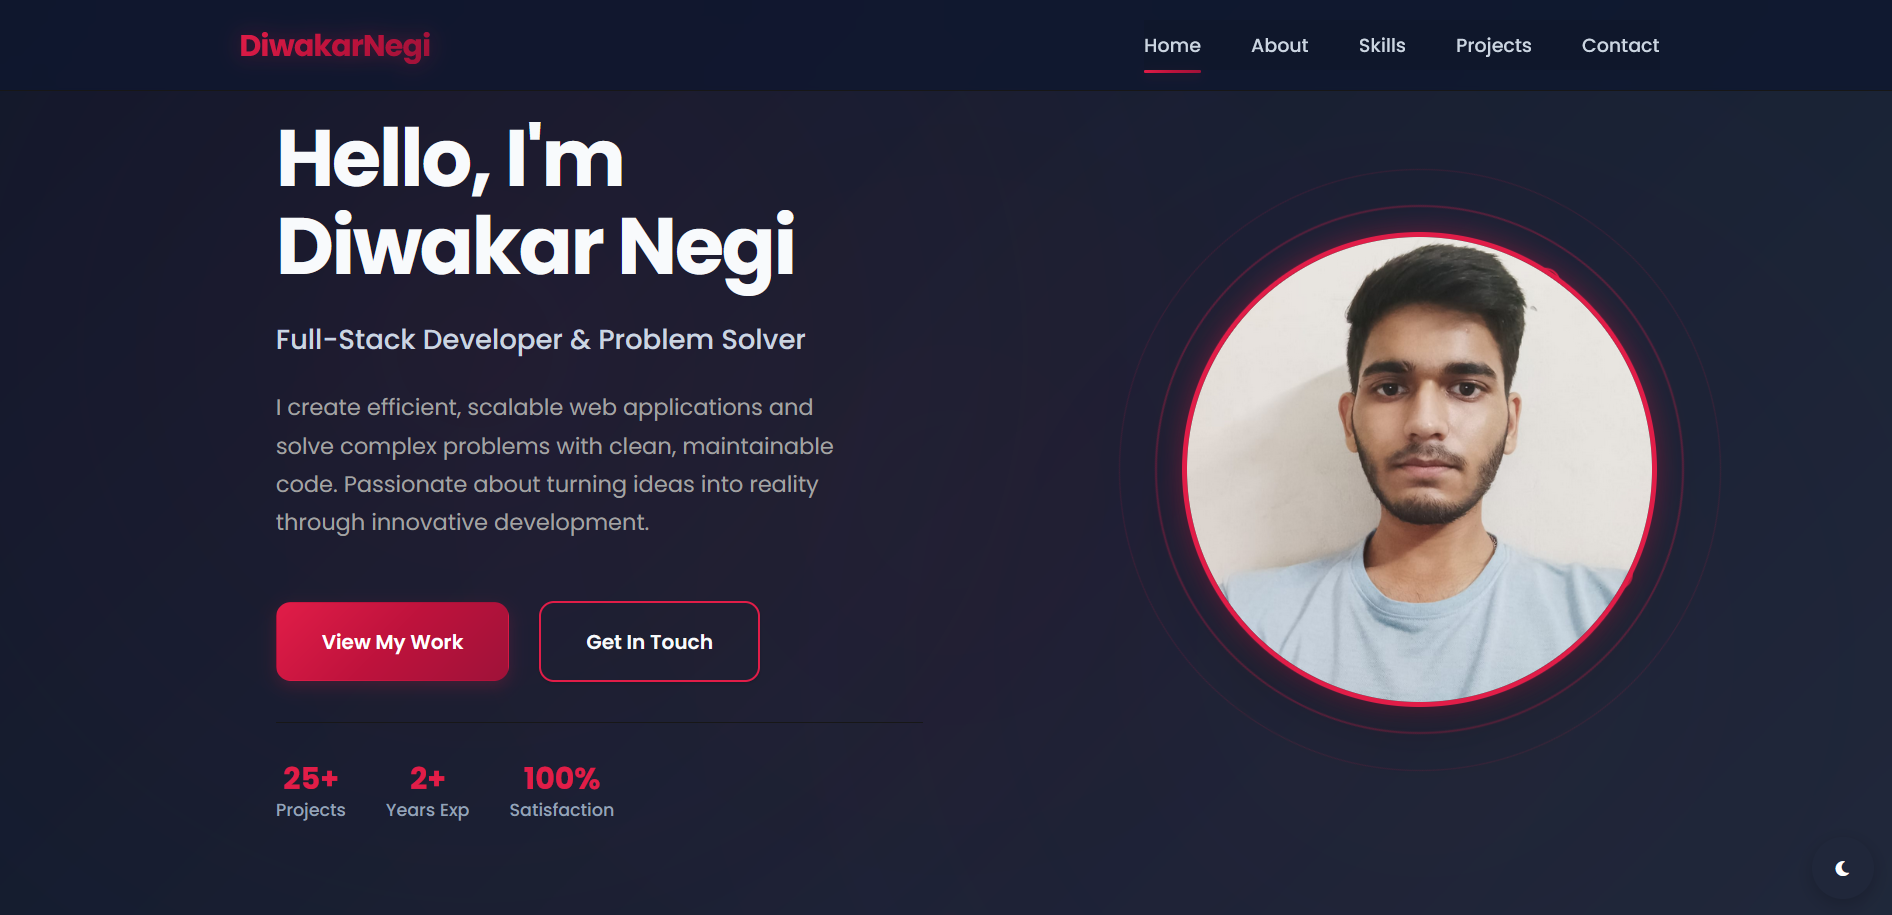 DiwakarNegi
Home About Skills Projects Contact
Hello, I'm
Diwakar Negi
Full-Stack Developer & Problem Solver
I create efficient, scalable web applications and
solve complex problems with clean, maintainable
code. Passionate about turning ideas into reality
through innovative development.
View My Work Get In Touch
25+ 2+ 100%
Projects Years Exp Satisfaction